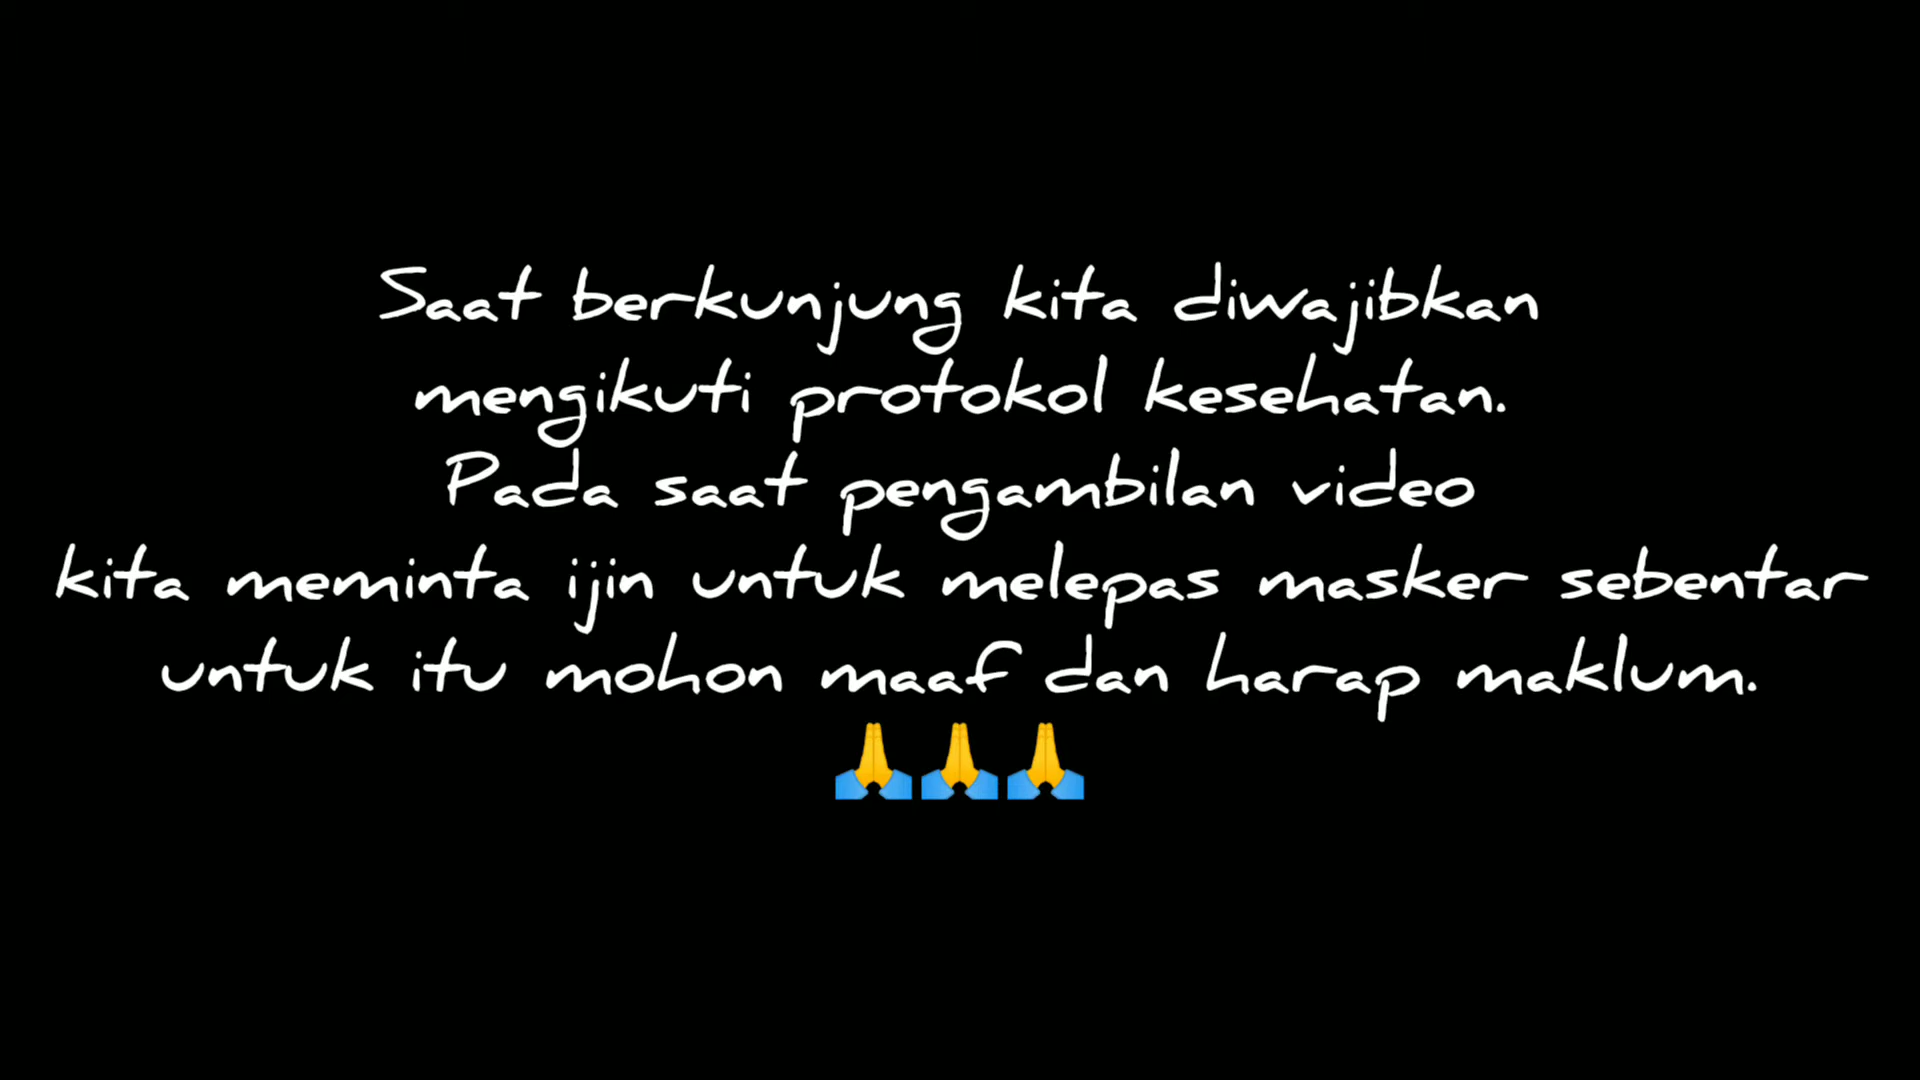 Saat berkunjung kita diwajibkan
mengikuti protokol kesehatan.
Pada saat pengambilan video
kita meminta ijin untuk melepas masker sebentar
untuk itu mohon maaf dan harap maklum.
🙏🙏🙏